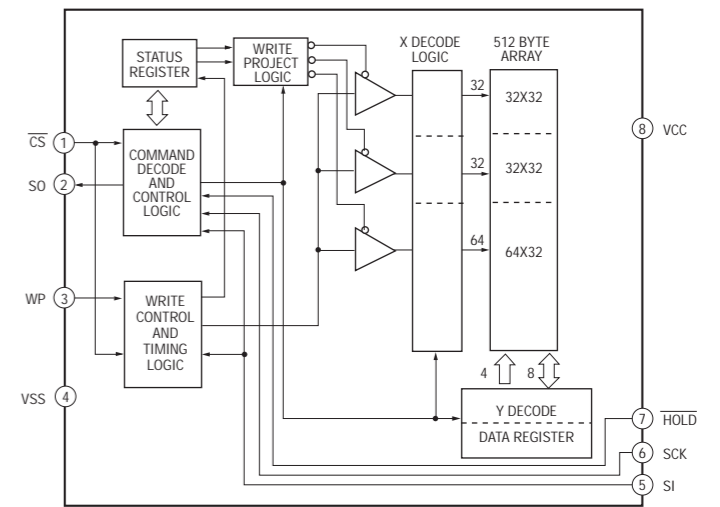 X DECODE
LOGIC
512 BYTE
ARRAY
STATUS
REGISTER
WRITE
PROJECT
LOGIC
32
32X32
CS
1
COMMAND
DECODE
AND
CONTROL
LOGIC
8
VCC
SO
2
32
32X32
64
64X32
WP
3
WRITE
CONTROL
AND
TIMING
LOGIC
4
8
VSS
4
Y DECODE
DATA REGISTER
7
HOLD
6
SCK
5
SI